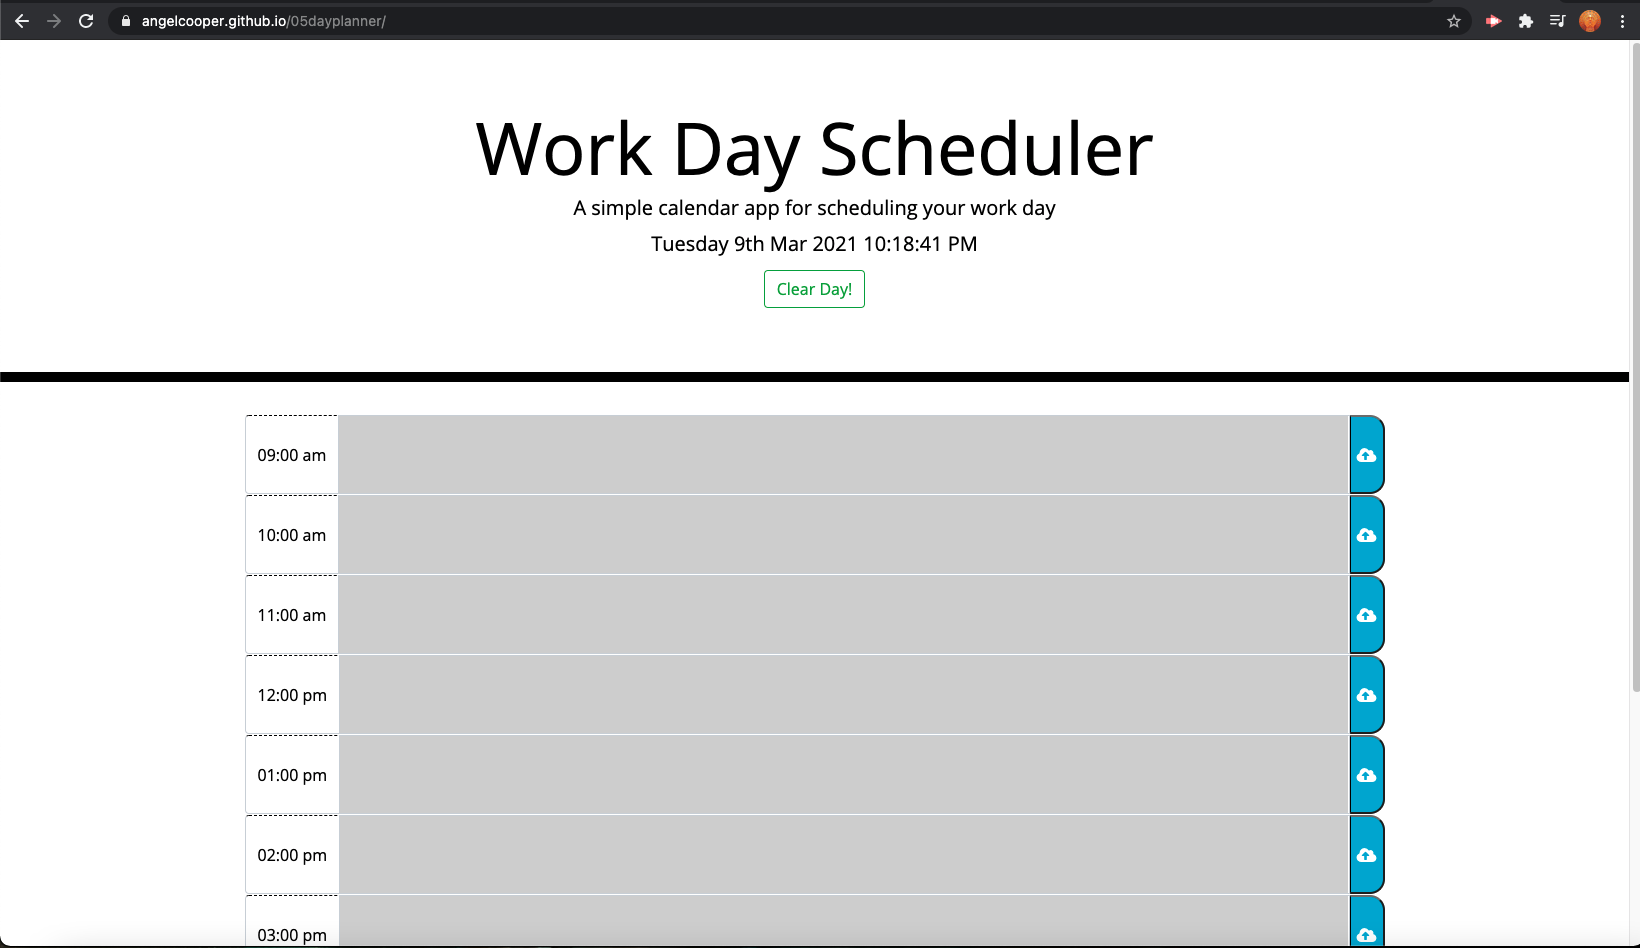 angelcooper.github.io/05dayplanner/
Work Day Scheduler
A simple calendar app for scheduling your work day
Tuesday 9th Mar 2021 10:18:41 PM
Clear Day!
09:00 am
10:00 am
11:00 am
12:00 pm
01:00 pm
02:00 pm
03:00 pm